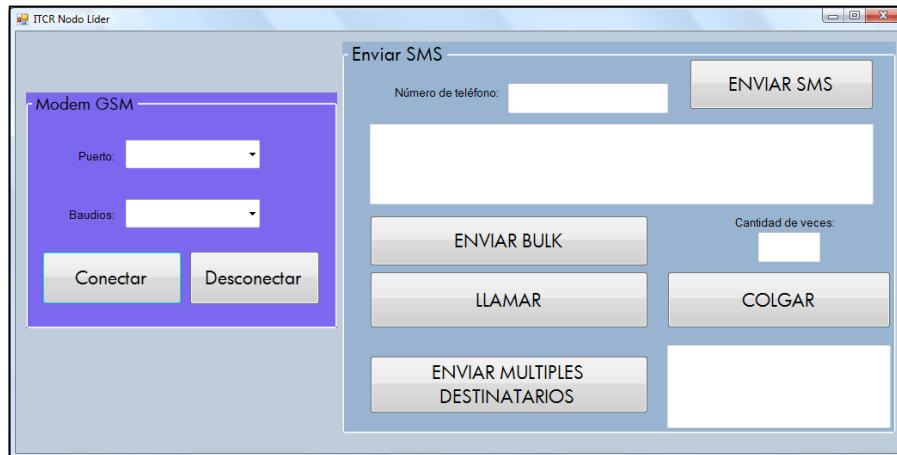 ITCR Nodo Líder
Modem GSM
Puerto:
Baudios:
Conectar
Desconectar
Enviar SMS
Número de teléfono:
ENVIAR SMS
ENVIAR BULK
Cantidad de veces:
LLAMAR
COLGAR
ENVIAR MULTIPLES
DESTINATARIOS